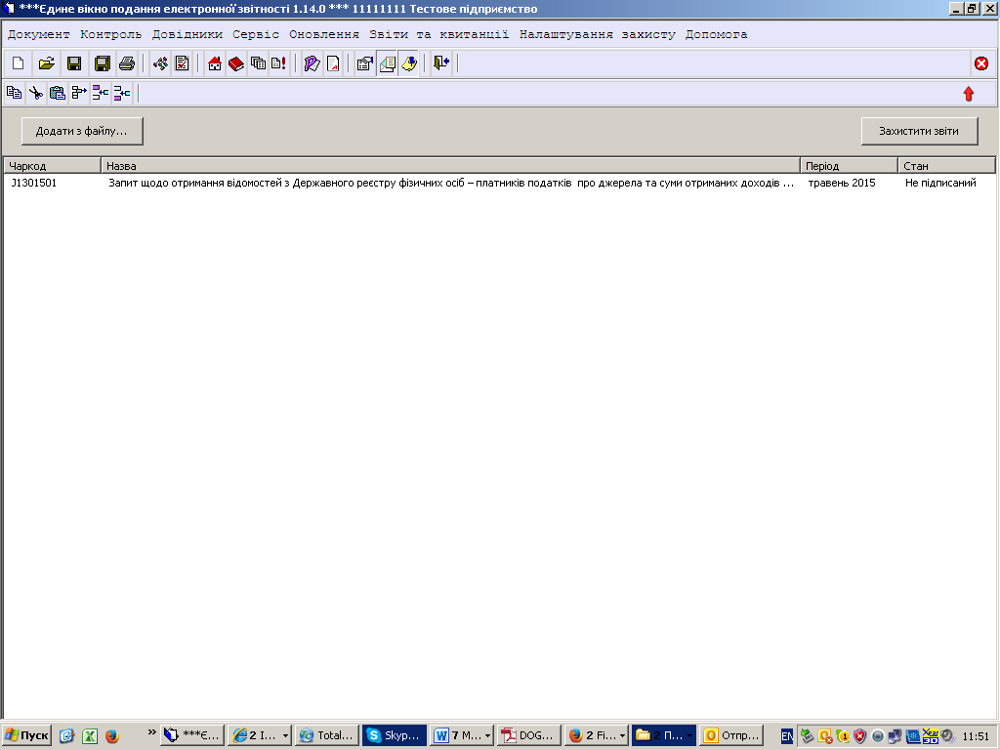 ***Єдине вікно подання електронної звітності 1.14.0 *** 11111111 Тестове підприємство
Документ Контроль Довідники Сервіс Оновлення Звіти та квитанції Налаштування захисту Допомога
Додати з файлу... Захистити звіти
Чаркод Назва Період Стан
J1301501 Запит щодо отримання відомостей з Державного реєстру фізичних осіб – платників податків про джерела та суми отриманих доходів ... травень 2015 Не підписаний
Пуск » ***Є... 2 І... Total... Skyp... 7 М... DOG... 2 Fi... 2 П... Отпр... EN 11:51